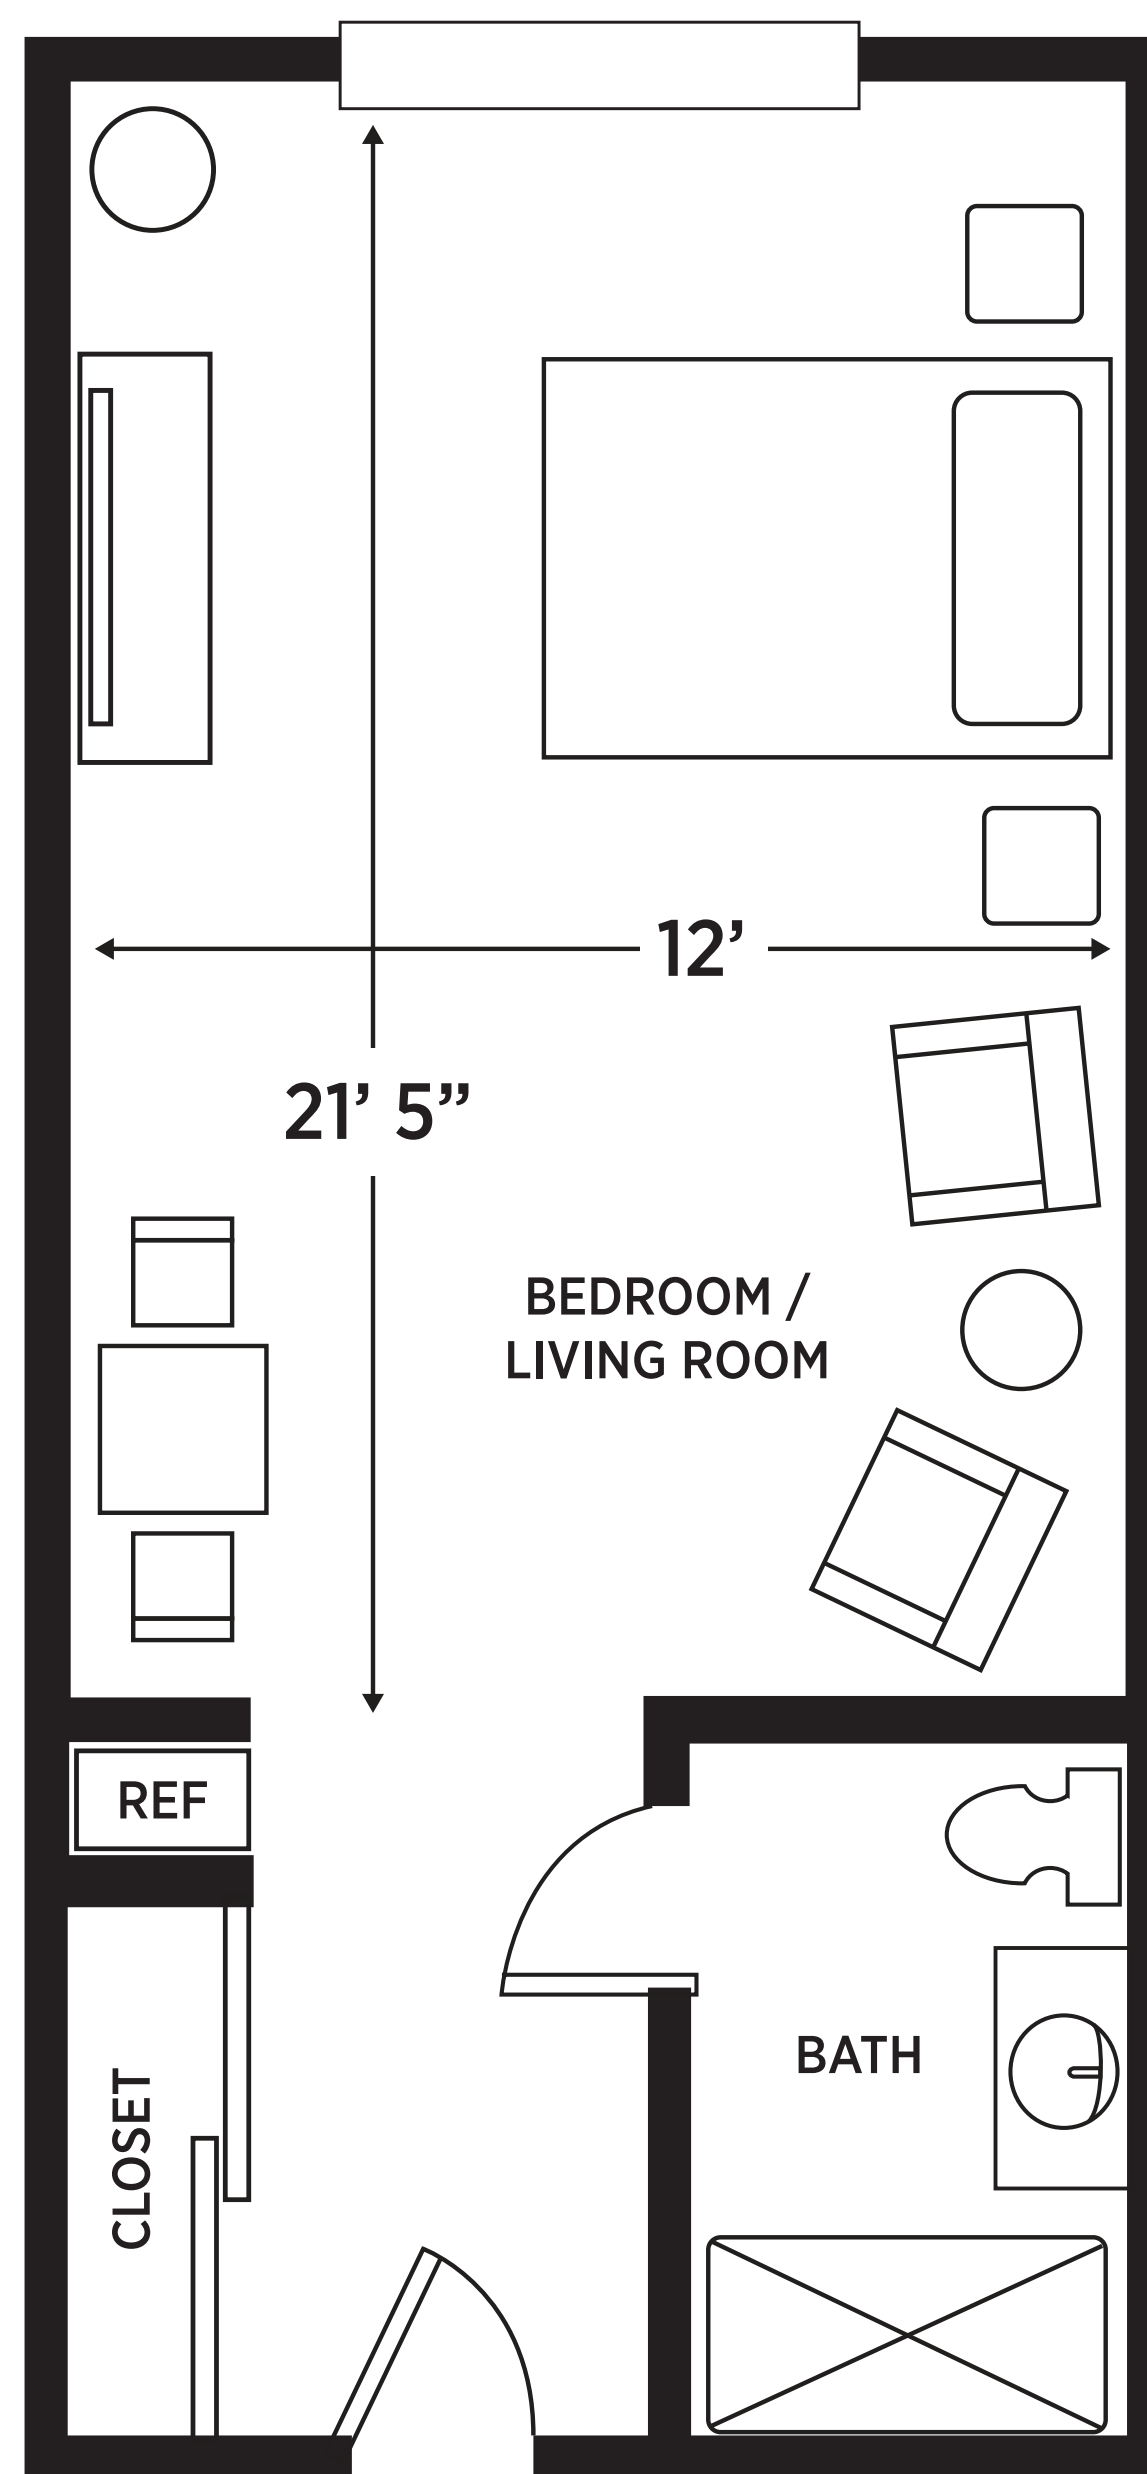 12’
21’ 5”
BEDROOM /
LIVING ROOM
REF
BATH
CLOSET